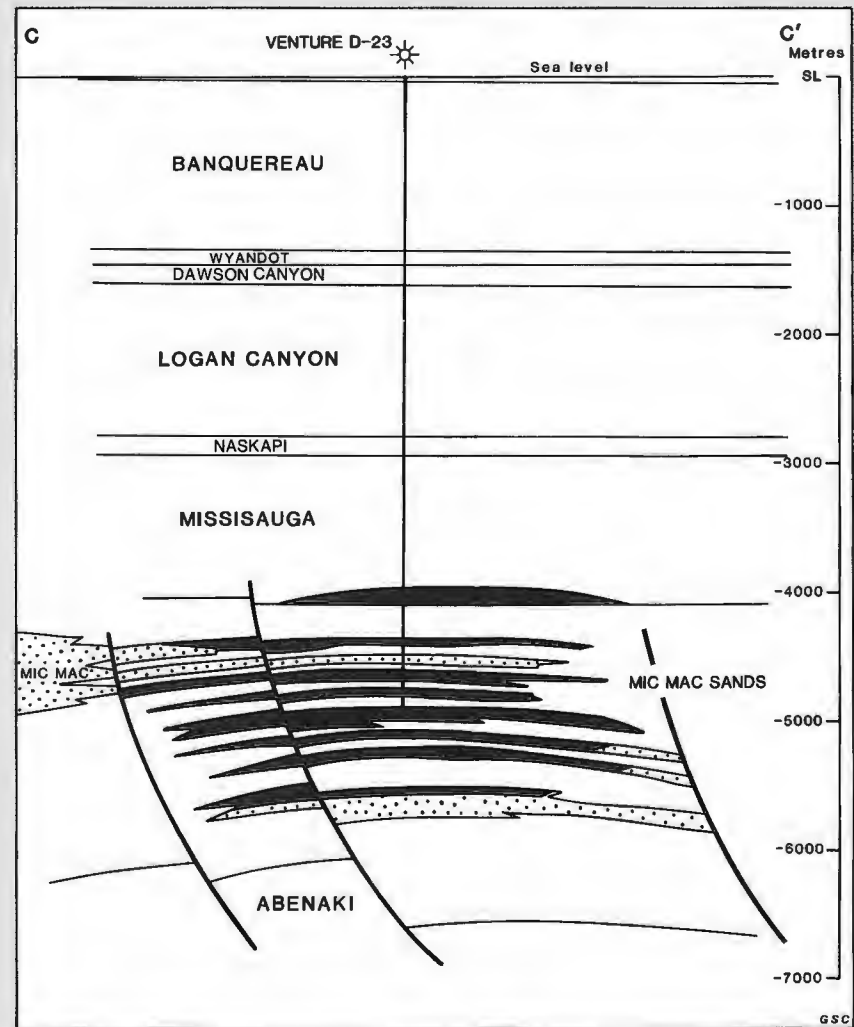 C
VENTURE D-23
C'
Metres
Sea level
SL
BANQUEREAU
-1000
WYANDOT
DAWSON CANYON
-2000
LOGAN CANYON
NASKAPI
-3000
MISSISAUGA
-4000
MIC MAC
MIC MAC SANDS
-5000
-6000
ABENAKI
-7000
GSC